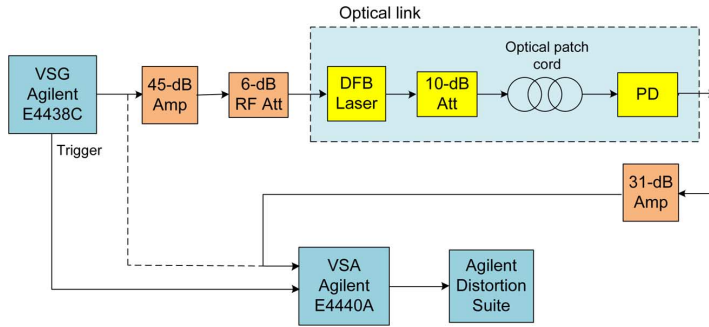 Optical link
VSG
Agilent
E4438C
45-dB
Amp
6-dB
RF Att
DFB
Laser
10-dB
Att
Optical patch
cord
PD
Trigger
31-dB
Amp
VSA
Agilent
E4440A
Agilent
Distortion
Suite